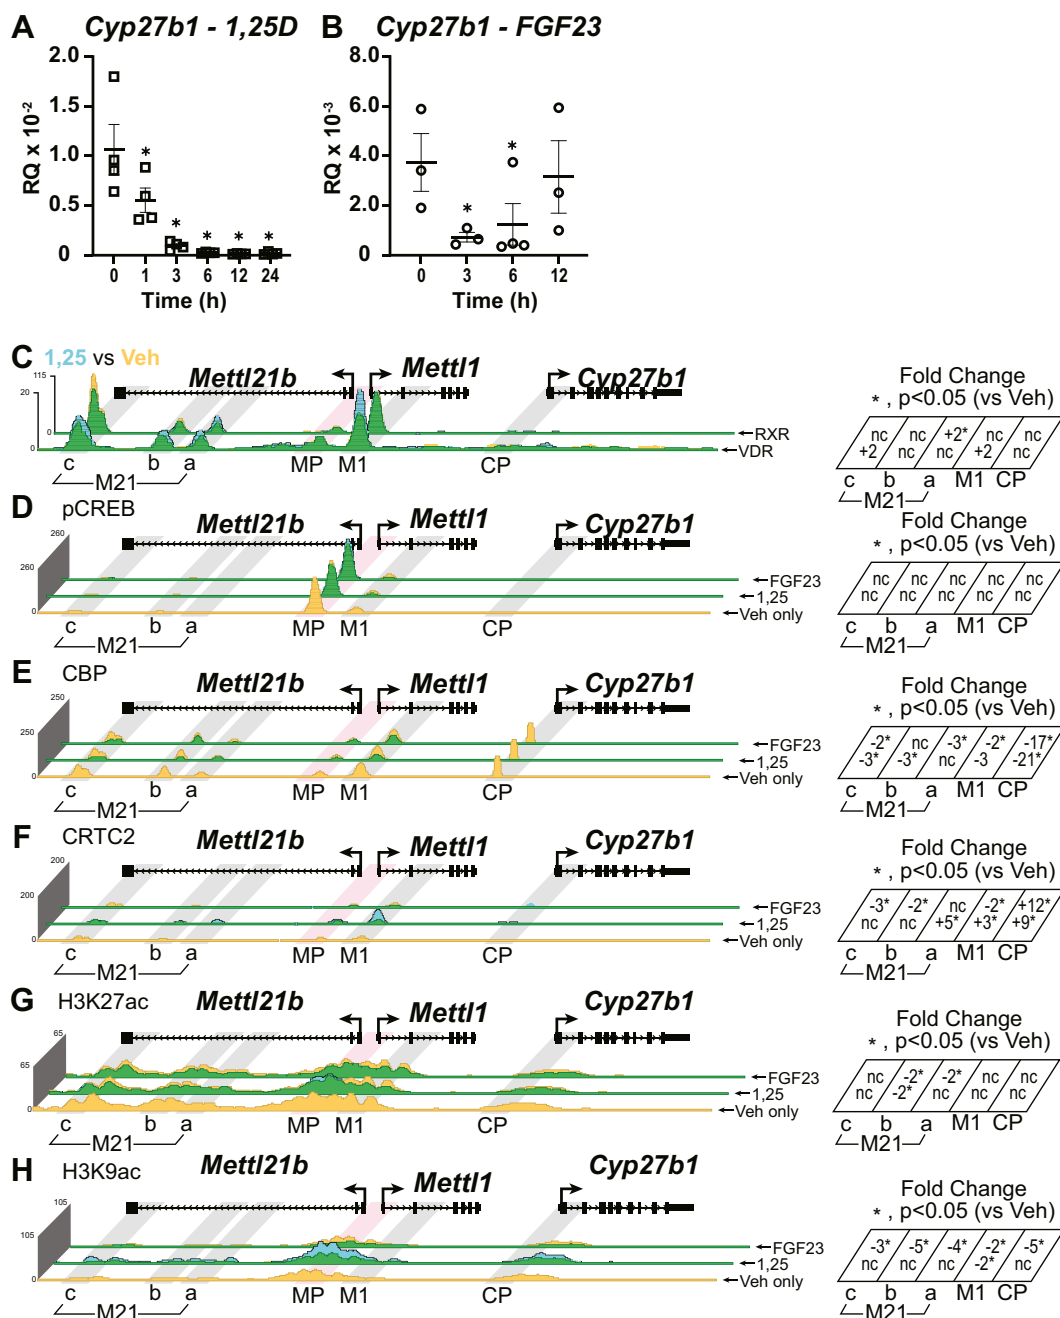 A Cyp27b1 - 1,25D
RQ x 10-2
2.0
1.5
1.0
0.5
0
* * * * *
0 1 3 6 12 24
Time (h)
B Cyp27b1 - FGF23
RQ x 10-3
8.0
6.0
4.0
2.0
0
* *
0 3 6 12
Time (h)
C 1,25 vs Veh
Mettl21b Mettl1 Cyp27b1
115
20
0
0
RXR
VDR
c b a MP M1 CP
M21
Fold Change
* , p<0.05 (vs Veh)
nc nc +2* nc nc
+2 nc nc +2 nc
c b a M1 CP
M21
D pCREB
Mettl21b Mettl1 Cyp27b1
260
260
0
FGF23
1,25
Veh only
c b a MP M1 CP
M21
Fold Change
* , p<0.05 (vs Veh)
nc nc nc nc nc
nc nc nc nc nc
c b a M1 CP
M21
E CBP
Mettl21b Mettl1 Cyp27b1
250
250
0
FGF23
1,25
Veh only
c b a MP M1 CP
M21
Fold Change
* , p<0.05 (vs Veh)
-2* nc -3* -2* -17*
-3* -3* nc -3 -21*
c b a M1 CP
M21
F CRTC2
Mettl21b Mettl1 Cyp27b1
200
200
0
FGF23
1,25
Veh only
c b a MP M1 CP
M21
Fold Change
* , p<0.05 (vs Veh)
-3* -2* nc -2* +12*
nc nc +5* +3* +9*
c b a M1 CP
M21
G H3K27ac
Mettl21b Mettl1 Cyp27b1
65
65
0
FGF23
1,25
Veh only
c b a MP M1 CP
M21
Fold Change
* , p<0.05 (vs Veh)
nc -2* -2* nc nc
nc -2* nc nc nc
c b a M1 CP
M21
H H3K9ac
Mettl21b Mettl1 Cyp27b1
105
105
0
FGF23
1,25
Veh only
c b a MP M1 CP
M21
Fold Change
* , p<0.05 (vs Veh)
-3* -5* -4* -2* -5*
nc nc nc -2* nc
c b a M1 CP
M21